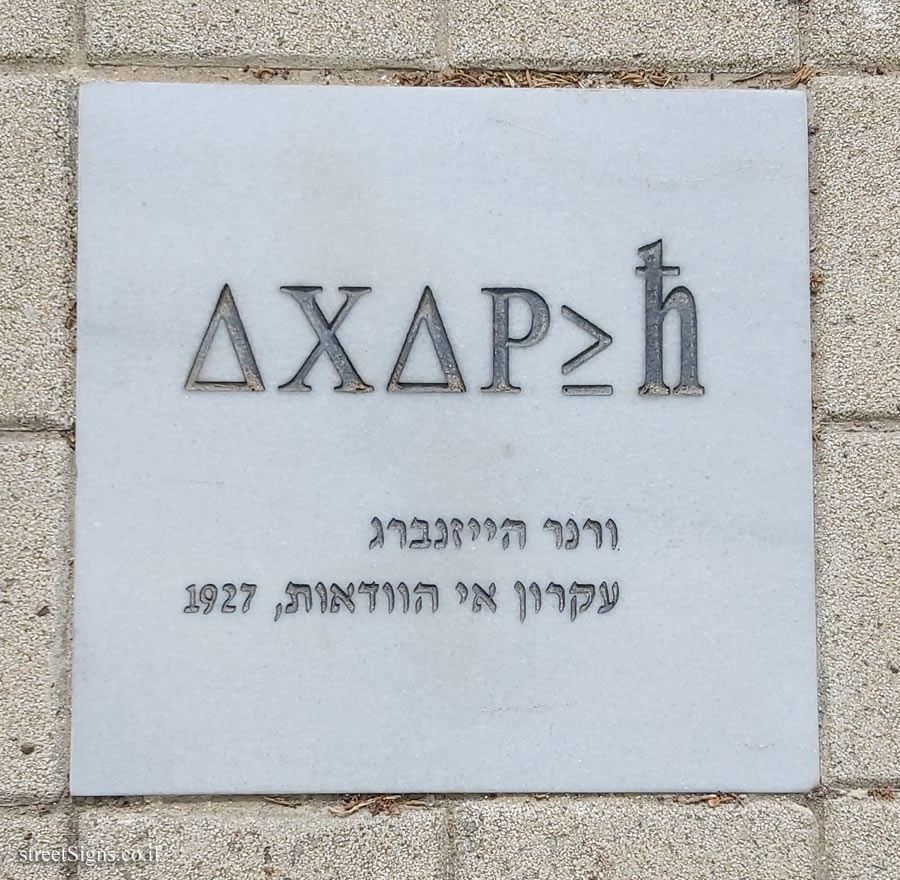 ΔXΔP≥ħ
ורנר הייזנברג
עקרון אי הוודאות, 1927
streetSigns.co.il